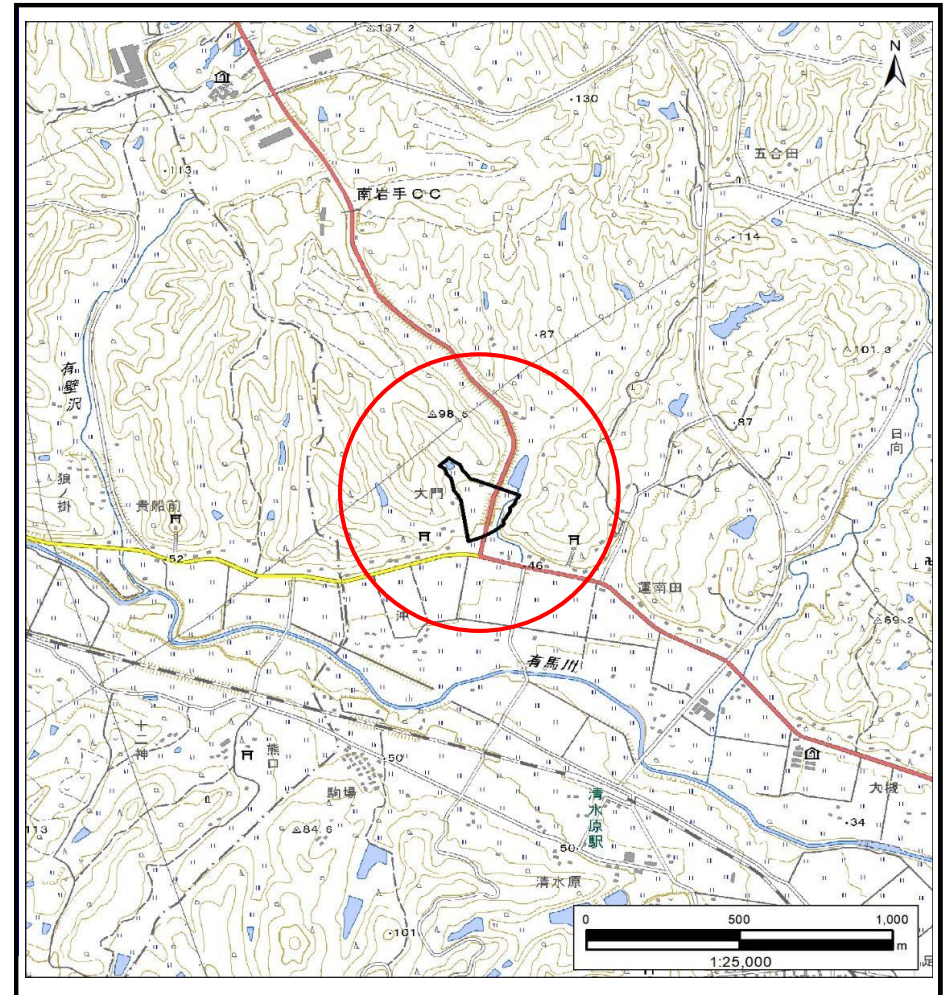 137.2
N
・130
五合田
・113
南岩手CC
・114
・87
101.3
有壁沢
98.5
・87
日向
狼ノ掛
貴船前
大門
・52
・46
運南田
沖
89.2
有馬川
十二神
熊口
・50
駒場
清水原駅
大槻
113
84.6
・34
50・
清水原
・101
0 500 1,000
m
1:25,000